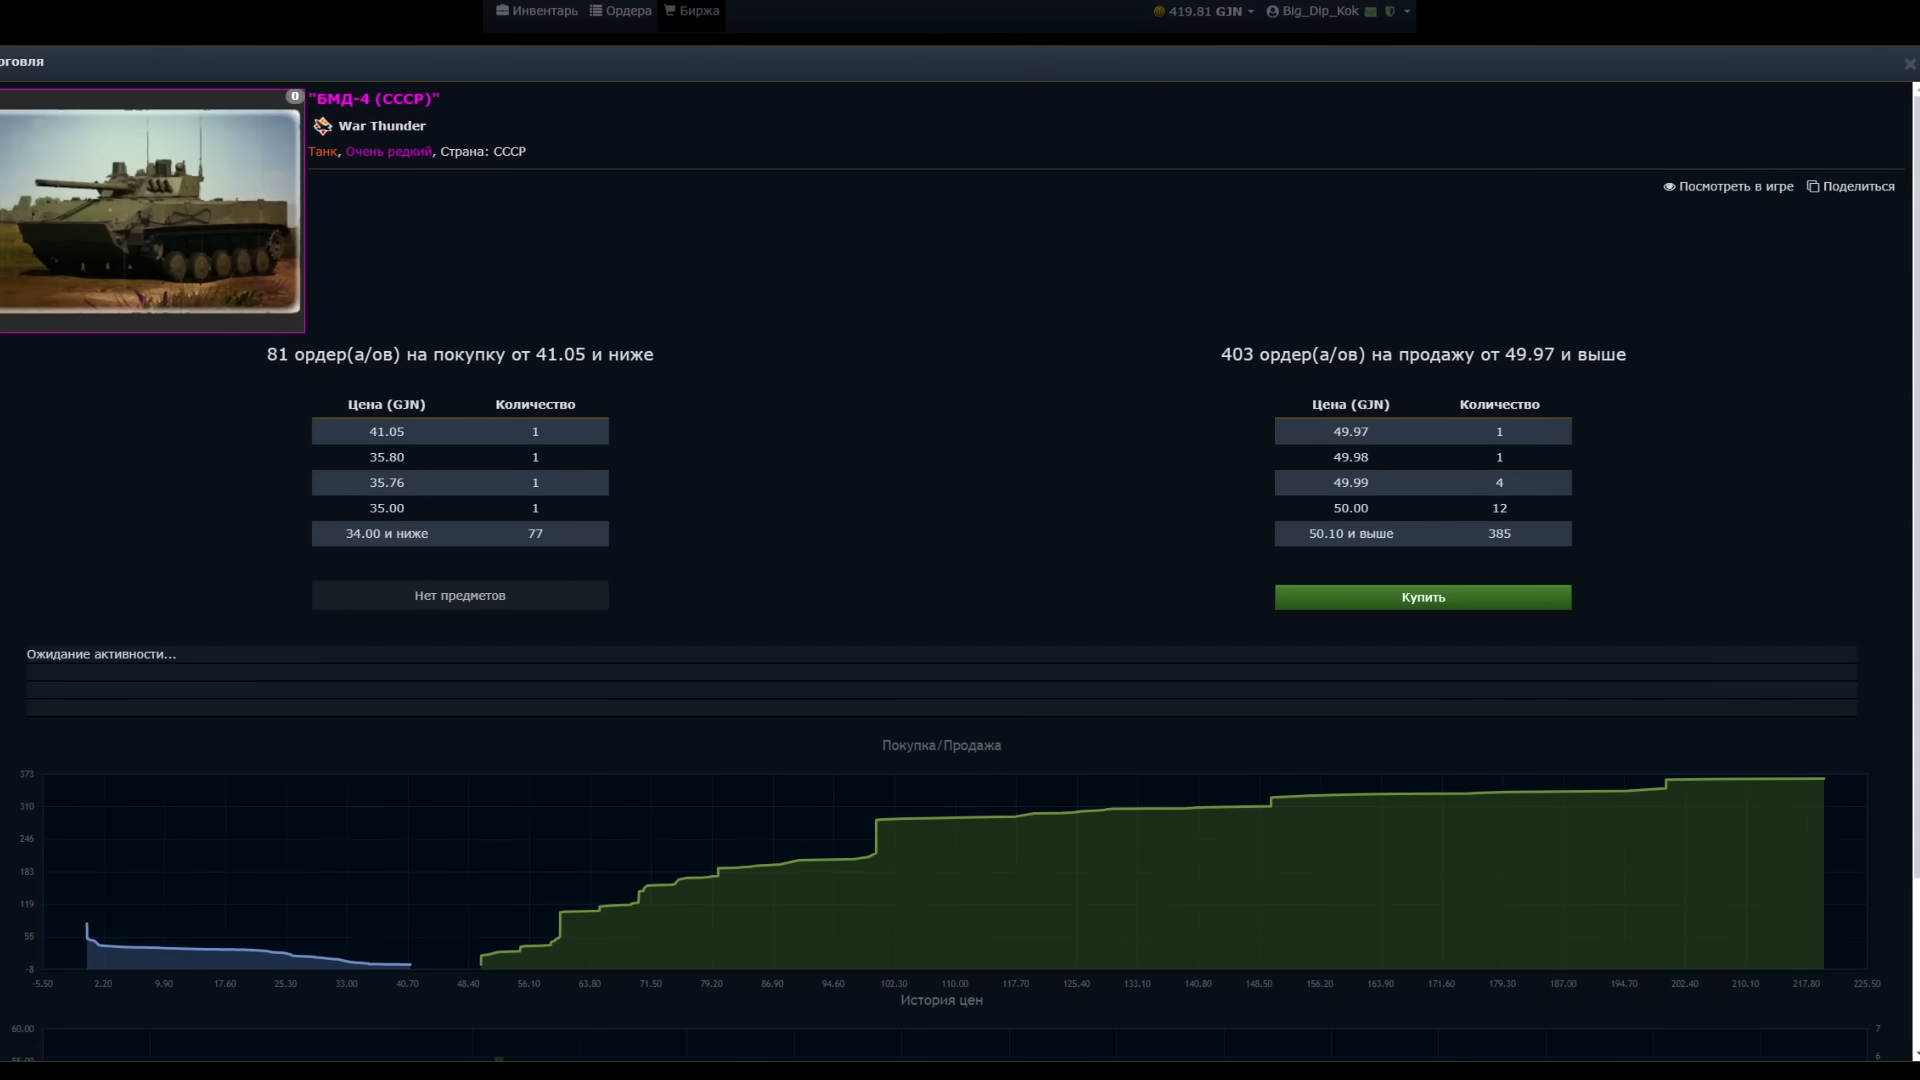 Инвентарь Ордера Биржа 419.81 GJN Big_Dip_Kok
рговля
0
"БМД-4 (СССР)"
War Thunder
Танк, Очень редкий, Страна: СССР
Посмотреть в игре Поделиться
81 ордер(а/ов) на покупку от 41.05 и ниже
Цена (GJN) Количество
41.05 1
35.80 1
35.76 1
35.00 1
34.00 и ниже 77
Нет предметов
403 ордер(а/ов) на продажу от 49.97 и выше
Цена (GJN) Количество
49.97 1
49.98 1
49.99 4
50.00 12
50.10 и выше 385
Купить
Ожидание активности...
Покупка/Продажа
373
310
246
183
119
55
-8
-5.50 2.20 9.90 17.60 25.30 33.00 40.70 48.40 56.10 63.80 71.50 79.20 86.90 94.60 102.30 110.00 117.70 125.40 133.10 140.80 148.50 156.20 163.90 171.60 179.30 187.00 194.70 202.40 210.10 217.80 225.50
История цен
60.00 7
55.00 6